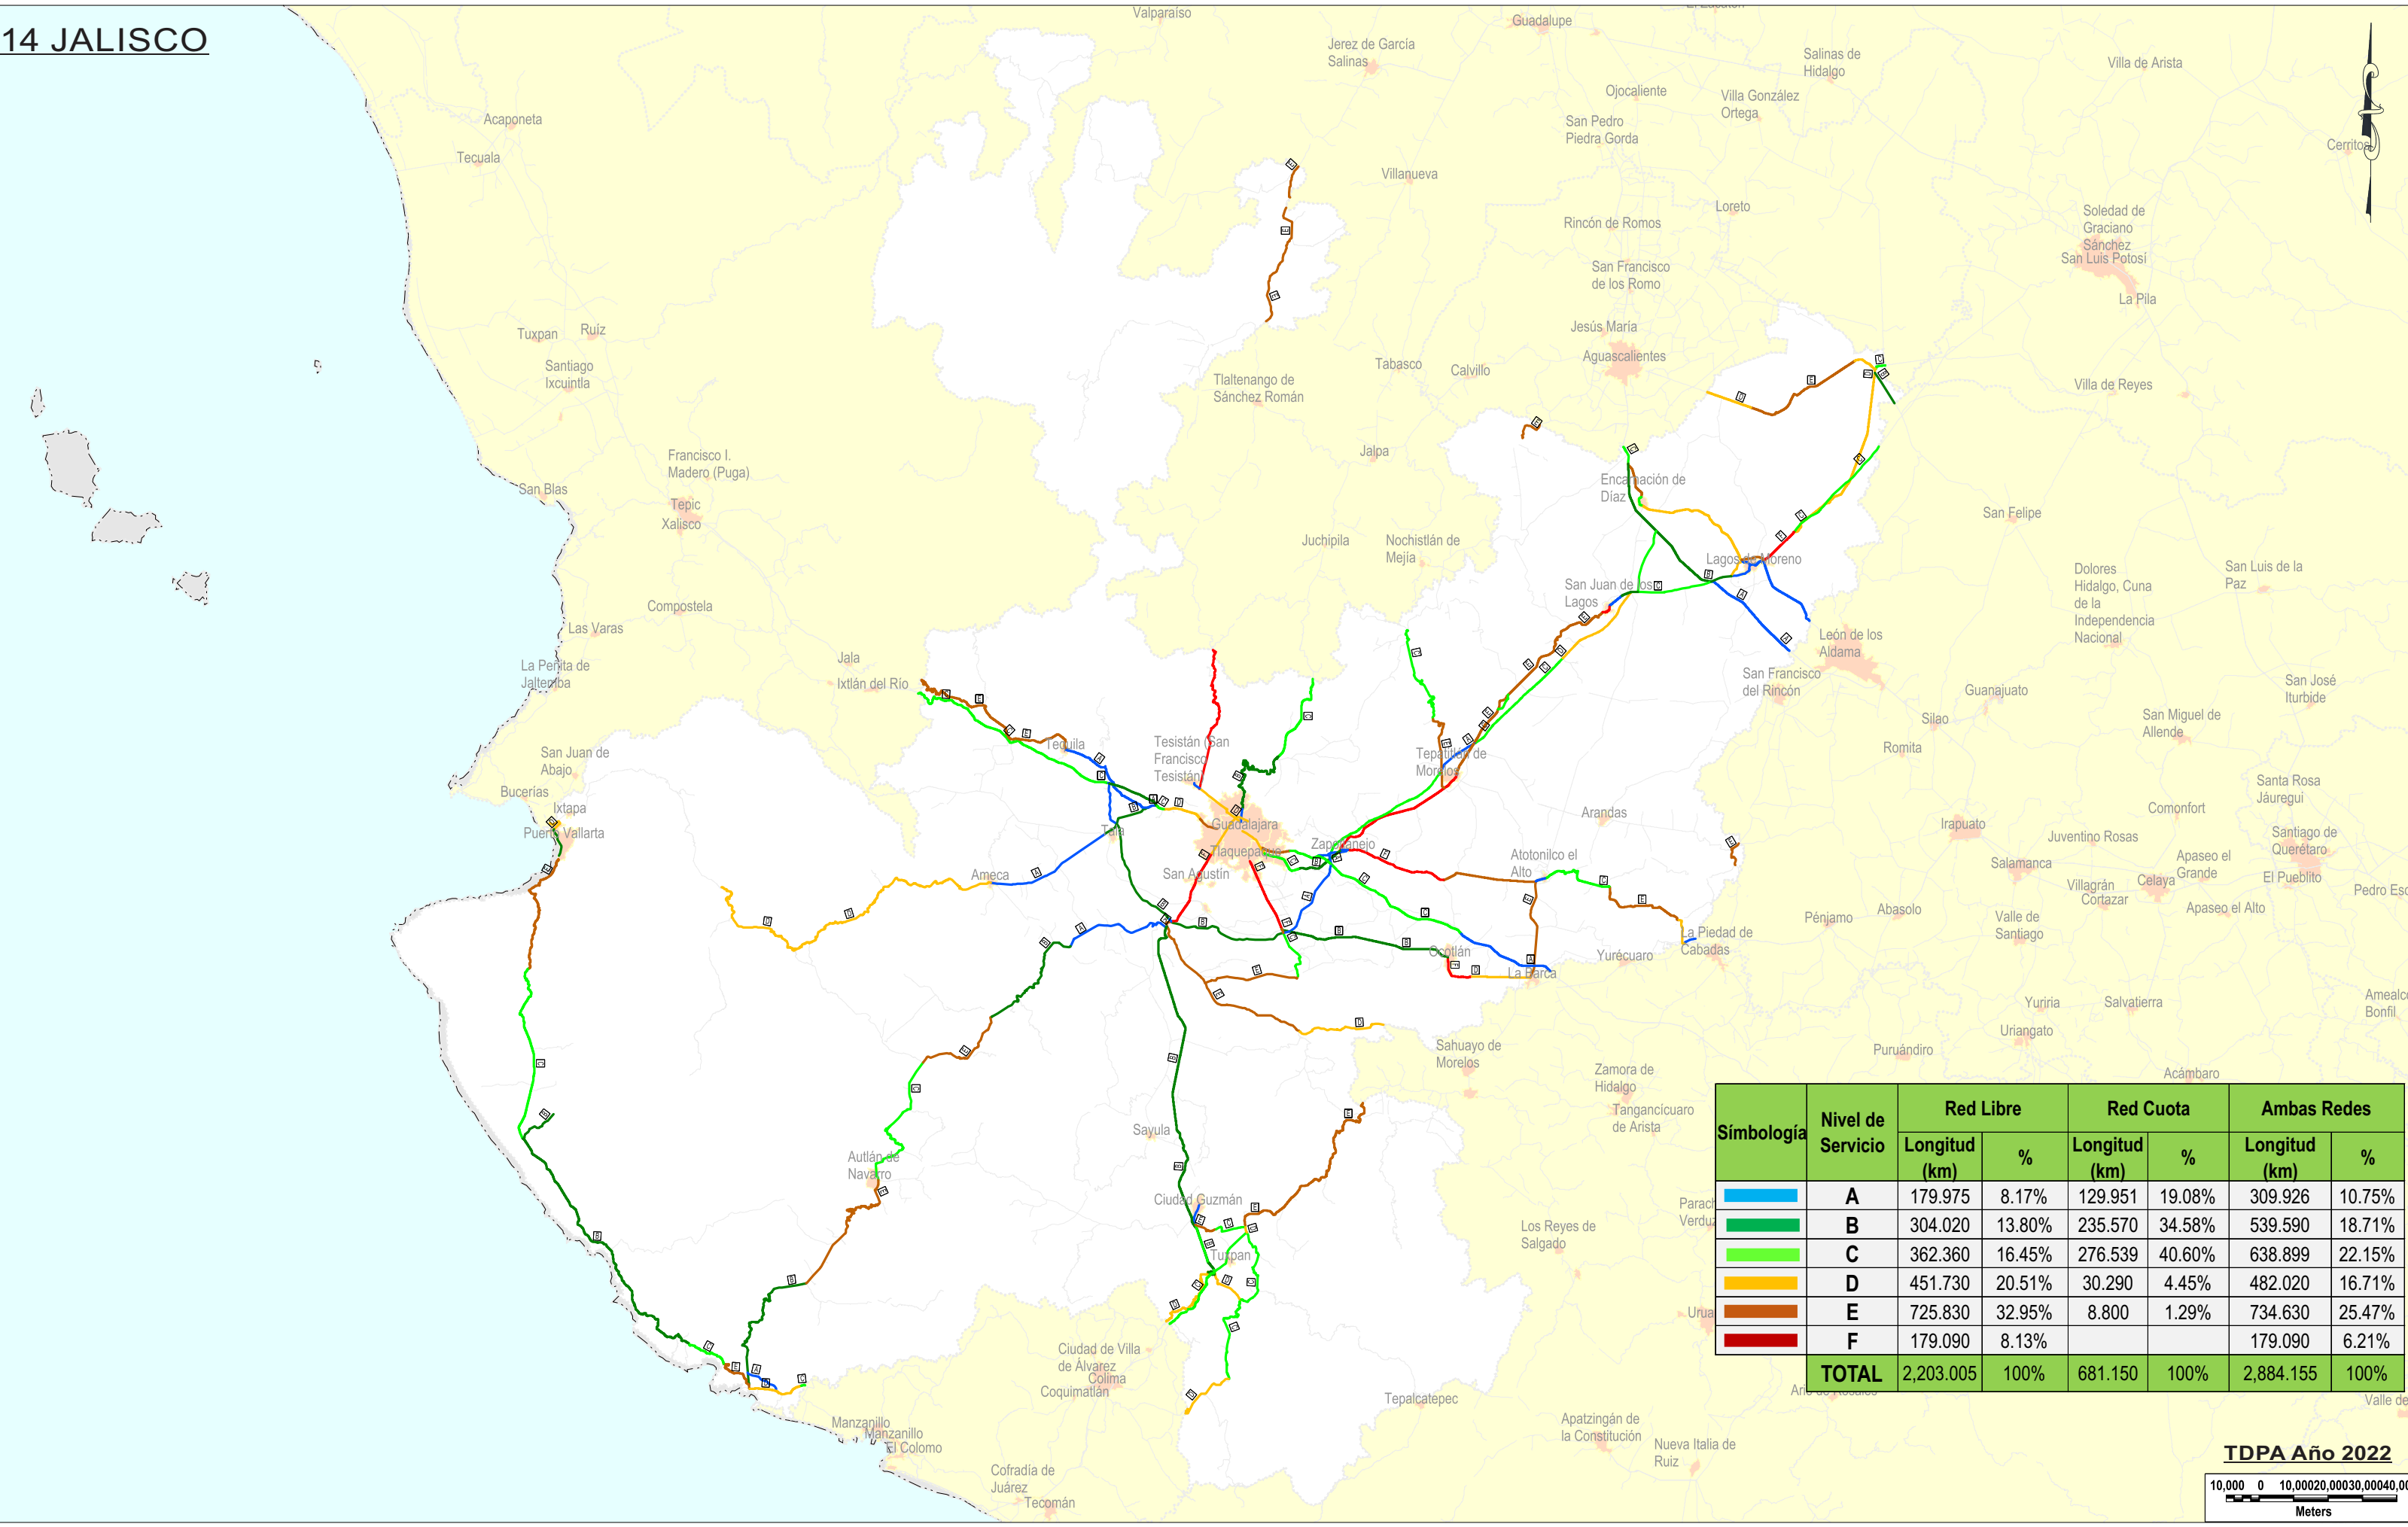 14 JALISCO
Valparaíso
Guadalupe
Jerez de García
Salinas
Salinas de
Hidalgo
Villa de Arista
Ojocaliente
Villa González
Ortega
Acaponeta
San Pedro
Piedra Gorda
Cerritos
Tecuala
Villanueva
Rincón de Romos
Loreto
Soledad de
Graciano
Sánchez
San Luis Potosí
San Francisco
de los Romo
La Pila
Tuxpan
Ruíz
Jesús María
Aguascalientes
Santiago
Ixcuintla
Tabasco
Calvillo
Tlaltenango de
Sánchez Román
Villa de Reyes
Jalpa
Francisco I.
Madero (Puga)
Encarnación de
Díaz
San Blas
Tepic
Xalisco
San Felipe
Juchipila
Nochistlán de
Mejía
Lagos de Moreno
San Juan de los
Lagos
Dolores
Hidalgo, Cuna
de la
Independencia
Nacional
San Luis de la
Paz
Compostela
Las Varas
León de los
Aldama
La Peñita de
Jaltemba
Jala
Ixtlán del Río
San Francisco
del Rincón
Guanajuato
San José
Iturbide
Silao
San Miguel de
Allende
Tequila
Tesistán (San
Francisco
Tesistán)
Tepatitlán de
Morelos
Romita
San Juan de
Abajo
Bucerías
Ixtapa
Puerto Vallarta
Santa Rosa
Jáuregui
Comonfort
Arandas
Irapuato
Juventino Rosas
Santiago de
Querétaro
Tala
Guadalajara
Tlaquepaque
Zapotlanejo
Atotonilco el
Alto
Salamanca
Apaseo el
Grande
El Pueblito
Ameca
San Agustín
Villagrán
Cortazar
Celaya
Pedro Esc
Pénjamo
Abasolo
Valle de
Santiago
Apaseo el Alto
La Piedad de
Cabadas
Yurécuaro
Ocotlán
La Barca
Yuriria
Salvatierra
Amealco
Bonfil
Uriangato
Sahuayo de
Morelos
Puruándiro
Zamora de
Hidalgo
Acámbaro
Tangancícuaro
de Arista
Sayula
Autlán de
Navarro
Ciudad Guzmán
Parach
Verduz
Los Reyes de
Salgado
Tuxpan
Urua
Ciudad de Villa
de Álvarez
Colima
Coquimatlán
Tepalcatepec
Valle de
Manzanillo
Manzanillo
El Colomo
Apatzingán de
la Constitución
Nueva Italia de
Ruiz
Cofradía de
Juárez
Tecomán
Símbología Nivel de Servicio Red Libre Red Cuota Ambas Redes
Longitud (km) % Longitud (km) % Longitud (km) %
A 179.975 8.17% 129.951 19.08% 309.926 10.75%
B 304.020 13.80% 235.570 34.58% 539.590 18.71%
C 362.360 16.45% 276.539 40.60% 638.899 22.15%
D 451.730 20.51% 30.290 4.45% 482.020 16.71%
E 725.830 32.95% 8.800 1.29% 734.630 25.47%
F 179.090 8.13% 179.090 6.21%
TOTAL 2,203.005 100% 681.150 100% 2,884.155 100%
TDPA Año 2022
10,000 0 10,00020,00030,00040,00
Meters